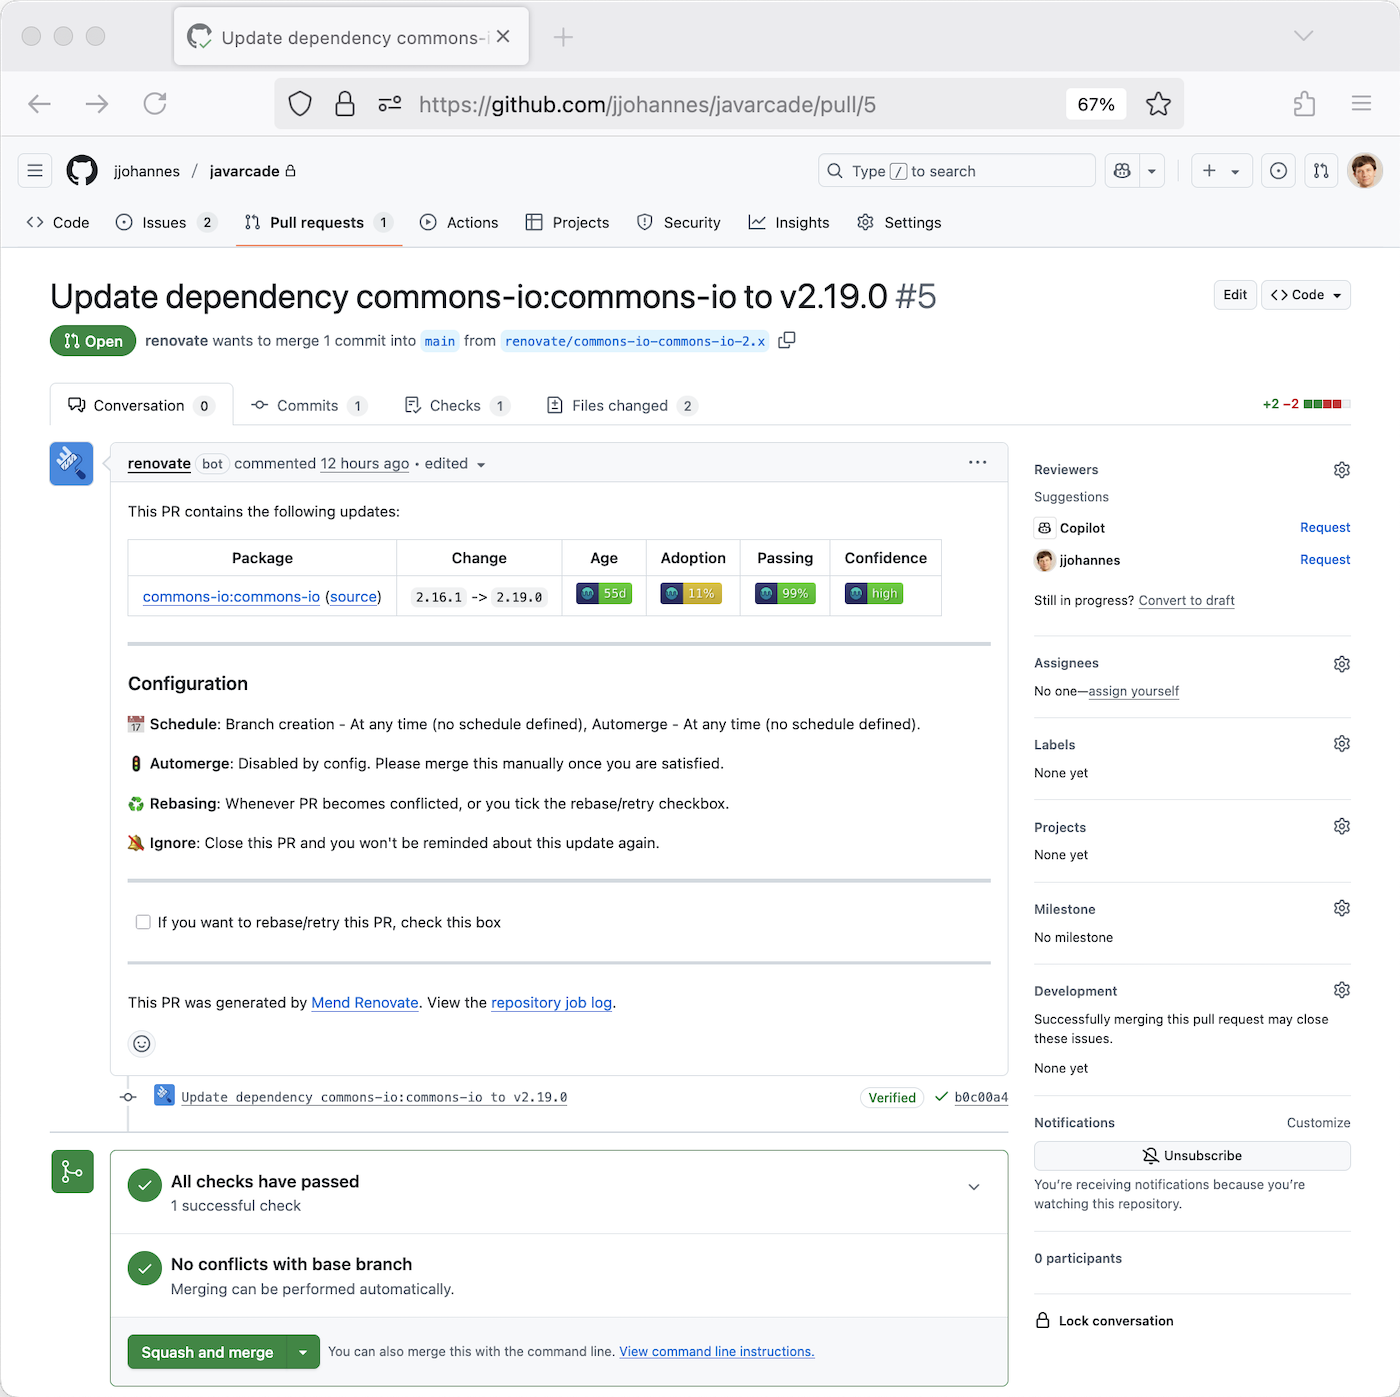 Update dependency commons-i
https://github.com/jjohannes/javarcade/pull/5
67%
jjohannes / javarcade
Type / to search
Code
Issues 2
Pull requests 1
Actions
Projects
Security
Insights
Settings
Update dependency commons-io:commons-io to v2.19.0 #5
Edit
<> Code
Open
renovate wants to merge 1 commit into main from renovate/commons-io-commons-io-2.x
Conversation 0
Commits 1
Checks 1
Files changed 2
+2 −2
renovate bot commented 12 hours ago • edited
This PR contains the following updates:
Package Change Age Adoption Passing Confidence
commons-io:commons-io (source) 2.16.1 -> 2.19.0 55d 11% 99% high
Configuration
17 Schedule: Branch creation - At any time (no schedule defined), Automerge - At any time (no schedule defined).
Automerge: Disabled by config. Please merge this manually once you are satisfied.
Rebasing: Whenever PR becomes conflicted, or you tick the rebase/retry checkbox.
Ignore: Close this PR and you won't be reminded about this update again.
If you want to rebase/retry this PR, check this box
This PR was generated by Mend Renovate. View the repository job log.
Update dependency commons-io:commons-io to v2.19.0
Verified
b0c00a4
All checks have passed
1 successful check
No conflicts with base branch
Merging can be performed automatically.
Squash and merge
You can also merge this with the command line. View command line instructions.
Reviewers
Suggestions
Copilot Request
jjohannes Request
Still in progress? Convert to draft
Assignees
No one—assign yourself
Labels
None yet
Projects
None yet
Milestone
No milestone
Development
Successfully merging this pull request may close
these issues.
None yet
Notifications Customize
Unsubscribe
You're receiving notifications because you're
watching this repository.
0 participants
Lock conversation